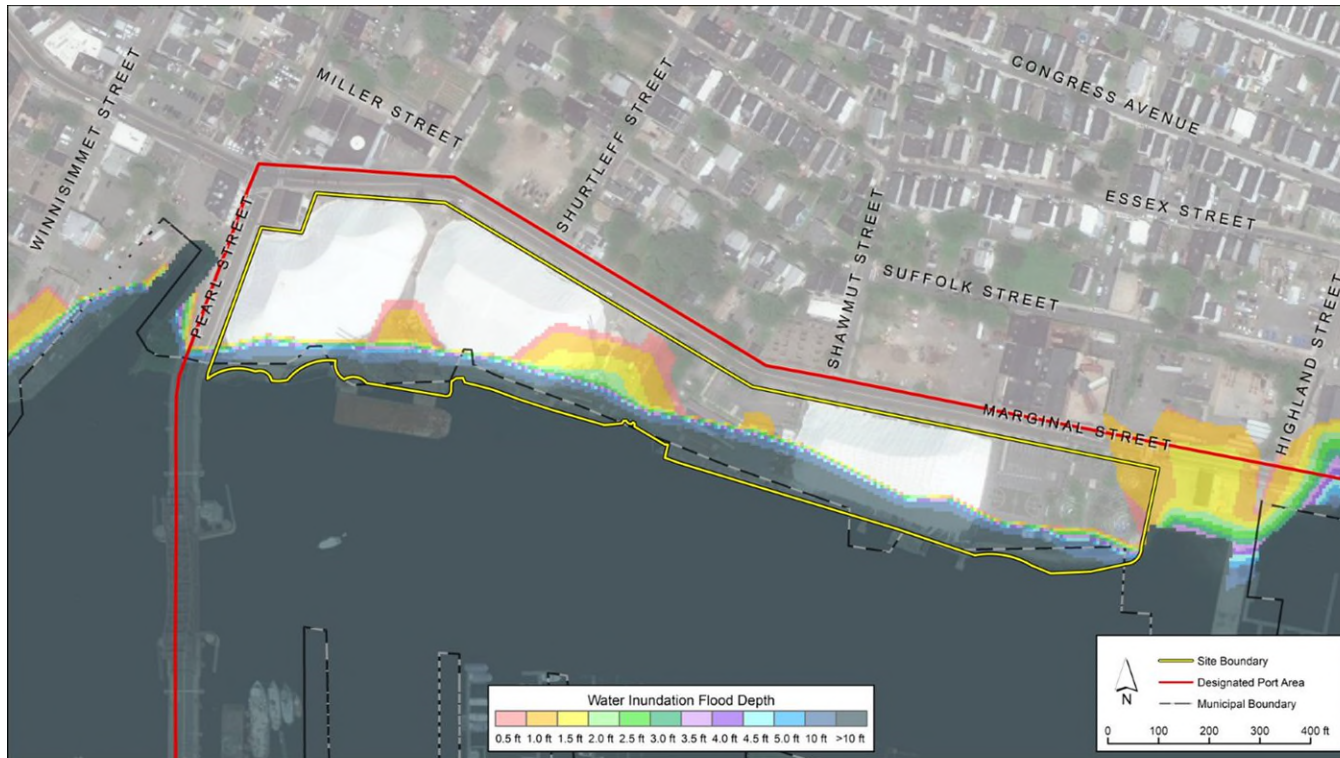 WINNISIMMET STREET
MILLER STREET
SHURTLEFF STREET
CONGRESS AVENUE
ESSEX STREET
PEARL STREET
SHAWMUT STREET
SUFFOLK STREET
HIGHLAND STREET
MARGINAL STREET
Water Inundation Flood Depth
0.5 ft 1.0 ft 1.5 ft 2.0 ft 2.5 ft 3.0 ft 3.5 ft 4.0 ft 4.5 ft 5.0 ft 10 ft >10 ft
N
Site Boundary
Designated Port Area
Municipal Boundary
0 100 200 300 400 ft